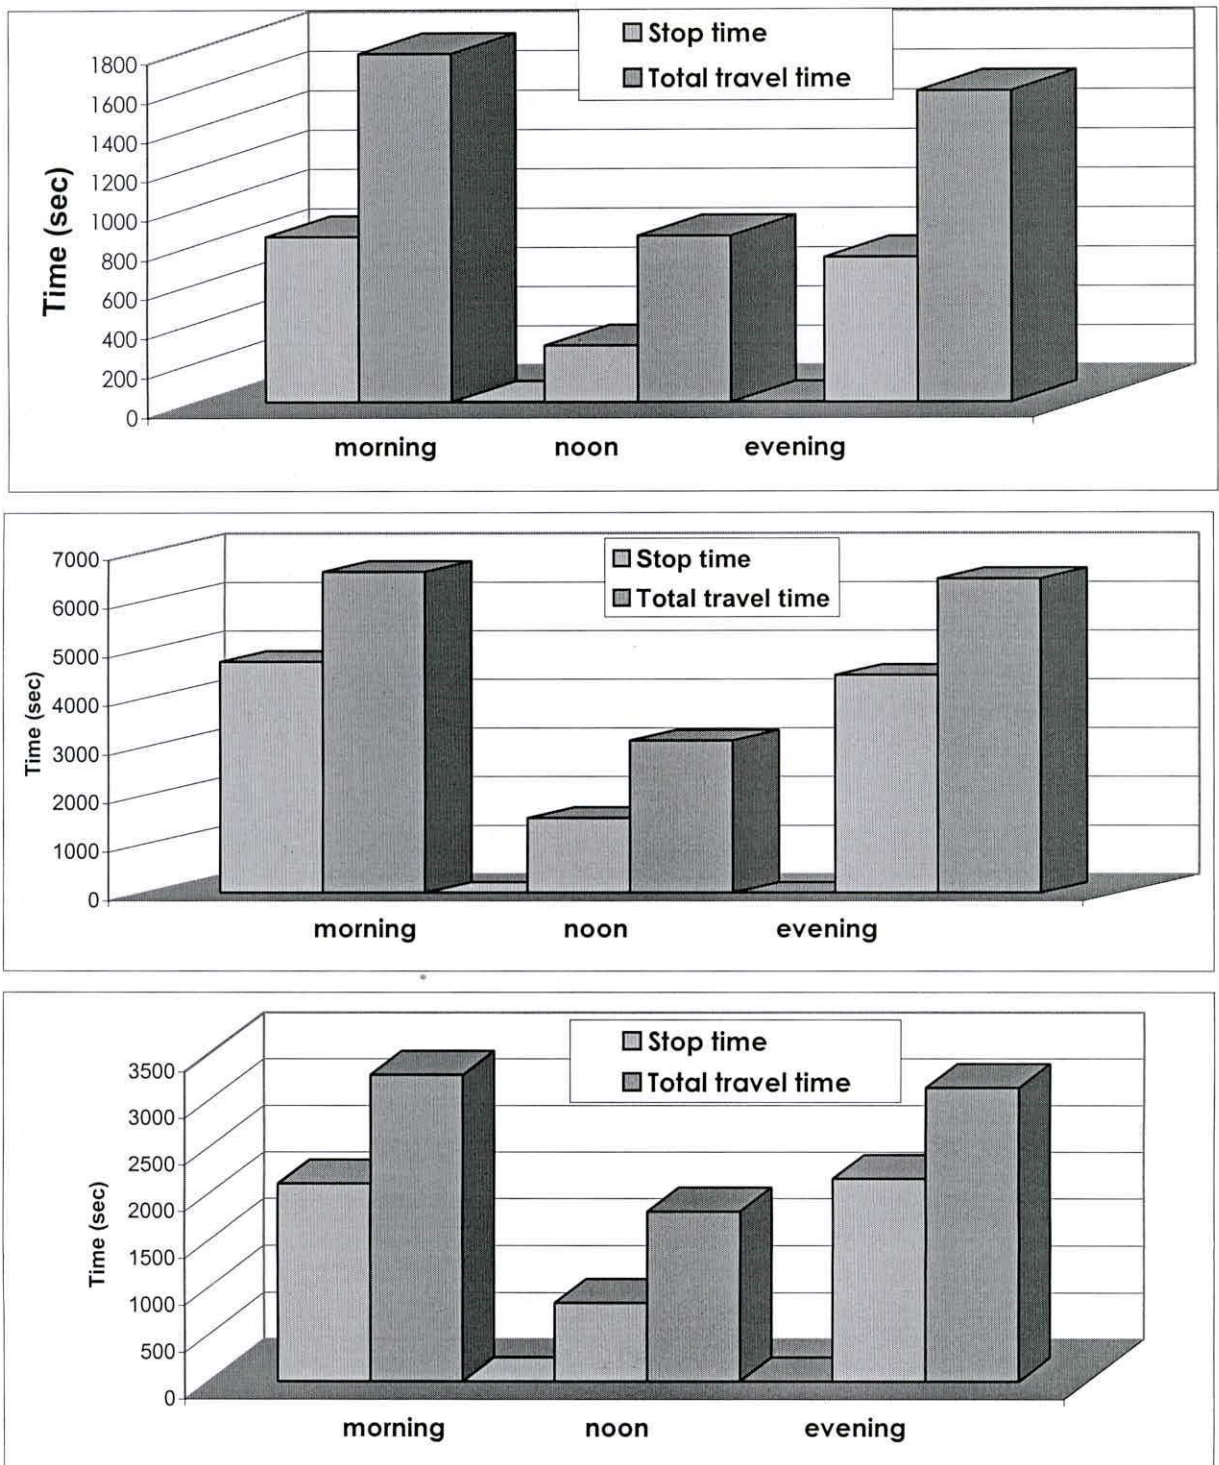 Stop time
Total travel time
Time (sec)
1800
1600
1400
1200
1000
800
600
400
200
0
morning noon evening
Stop time
Total travel time
Time (sec)
7000
6000
5000
4000
3000
2000
1000
0
morning noon evening
Stop time
Total travel time
Time (sec)
3500
3000
2500
2000
1500
1000
500
0
morning noon evening